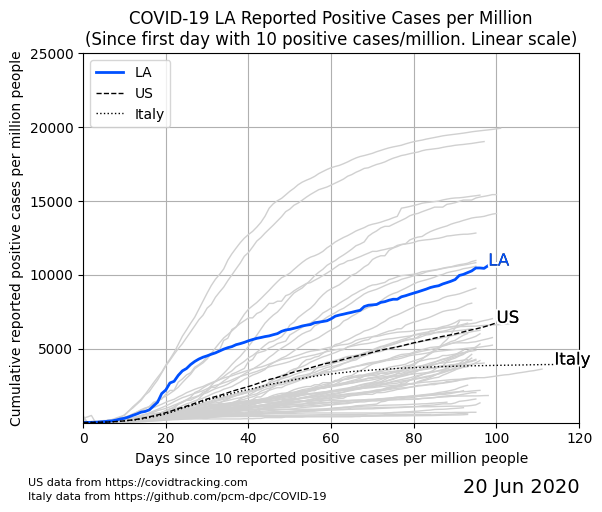 COVID-19 LA Reported Positive Cases per Million
(Since first day with 10 positive cases/million. Linear scale)
Cumulative reported positive cases per million people
25000
20000
15000
10000
5000
LA
US
Italy
LA
US
Italy
0 20 40 60 80 100 120
Days since 10 reported positive cases per million people
US data from https://covidtracking.com
Italy data from https://github.com/pcm-dpc/COVID-19
20 Jun 2020